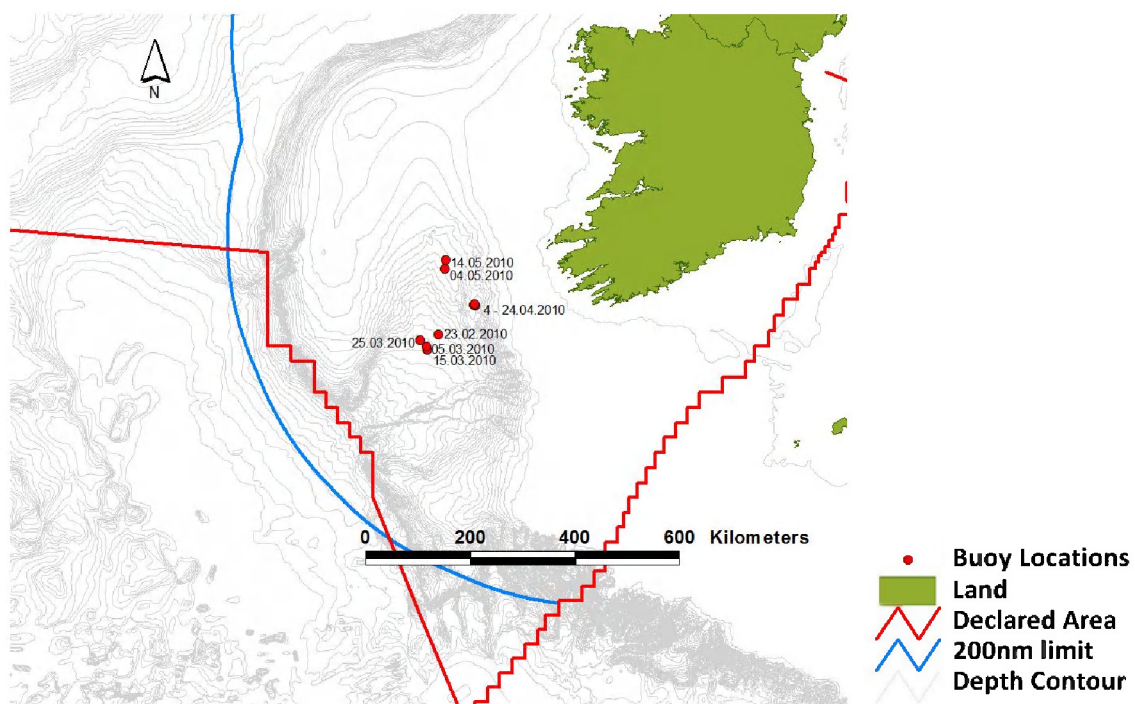 N
14.05.2010
04.05.2010
4 - 24.04.2010
23.02.2010
25.03.2010
05.03.2010
15.03.2010
0 200 400 600 Kilometers
Buoy Locations
Land
Declared Area
200nm limit
Depth Contour